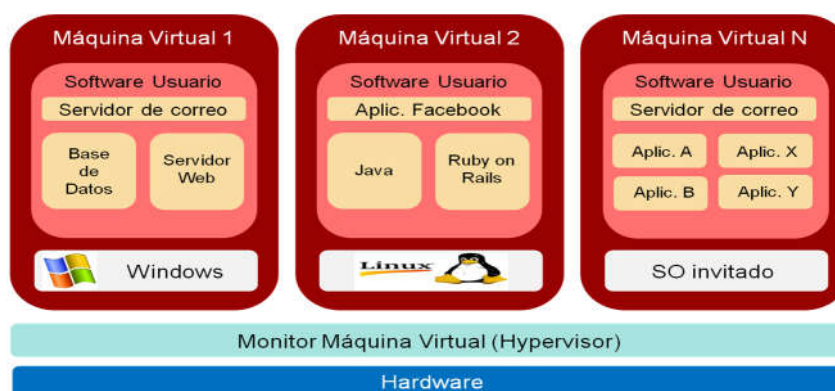 Máquina Virtual 1
Software Usuario
Servidor de correo
Base
de
Datos
Servidor
Web
Windows
Máquina Virtual 2
Software Usuario
Aplic. Facebook
Java
Ruby on
Rails
Linux
Máquina Virtual N
Software Usuario
Servidor de correo
Aplic. A
Aplic. X
Aplic. B
Aplic. Y
SO invitado
Monitor Máquina Virtual (Hypervisor)
Hardware